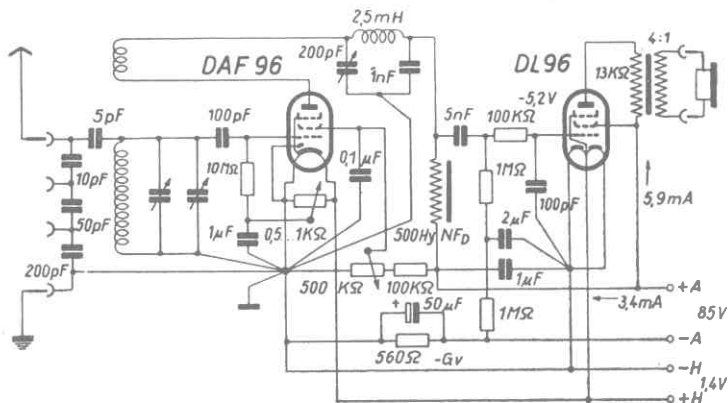 2,5mH
200pF
1nF
DAF 96
DL96
4:1
13KΩ
-5,2V
5pF
100pF
5nF
100KΩ
10pF
10MΩ
0,1µF
1MΩ
100pF
5,9mA
50pF
1µF
0,5...1KΩ
500Hy NFD
2µF
200pF
500 KΩ
100KΩ
1µF
+A
3,4mA
85V
+
50µF
1MΩ
-A
560Ω
-Gv
-H
1,4V
+H